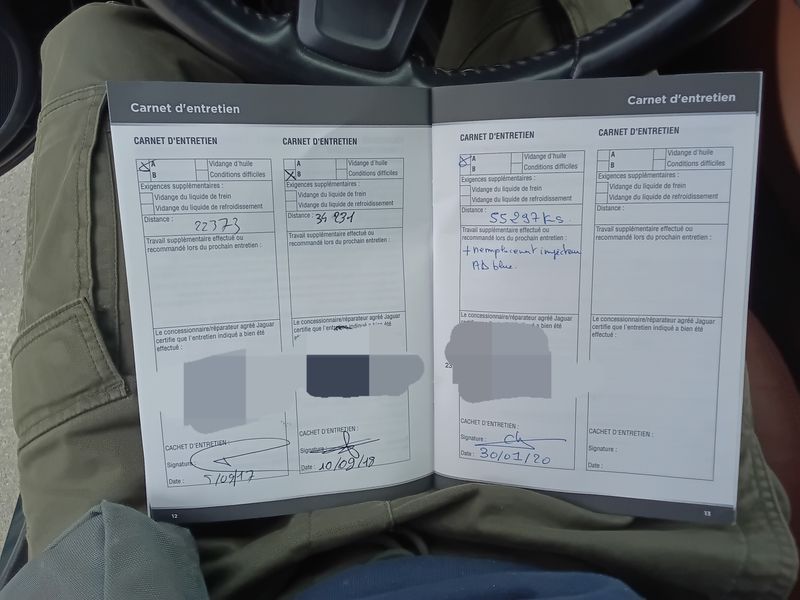 Carnet d'entretien
CARNET D'ENTRETIEN
A
Vidange d'huile
B
Conditions difficiles
Exigences supplémentaires :
Vidange du liquide de frein
Vidange du liquide de refroidissement
Distance :
22373
Travail supplémentaire effectué ou
recommandé lors du prochain entretien :
Le concessionnaire/réparateur agréé Jaguar
certifie que l'entretien indiqué a bien été
effectué :
CACHET D'ENTRETIEN :
Signature :
Date : 5/09/17
12
CARNET D'ENTRETIEN
A
Vidange d'huile
B
Conditions difficiles
Exigences supplémentaires :
Vidange du liquide de frein
Vidange du liquide de refroidissement
Distance :
Travail supplémentaire effectué ou
recommandé lors du prochain entretien :
Le concessionnaire/réparateur agréé Jaguar
certifie que l'entretien indiqué a bien été
CACHET D'ENTRETIEN :
Signature :
Date : 10/09/18
Carnet d'entretien
CARNET D'ENTRETIEN
A
Vidange d'huile
B
Conditions difficiles
Exigences supplémentaires :
Vidange du liquide de frein
Vidange du liquide de refroidissement
Distance :
55297 Ks.
Travail supplémentaire effectué ou
recommandé lors du prochain entretien :
+ remplacement injecteur
AD blue.
Le concessionnaire/réparateur agréé Jaguar
certifie que l'entretien indiqué a bien été
effectué :
23
CACHET D'ENTRETIEN :
Signature :
Date : 30/01/20
CARNET D'ENTRETIEN
A
Vidange d'huile
B
Conditions difficiles
Exigences supplémentaires :
Vidange du liquide de frein
Vidange du liquide de refroidissement
Distance :
Travail supplémentaire effectué ou
recommandé lors du prochain entretien :
Le concessionnaire/réparateur agréé Jaguar
certifie que l'entretien indiqué a bien été
effectué :
CACHET D'ENTRETIEN :
Signature :
Date :
13